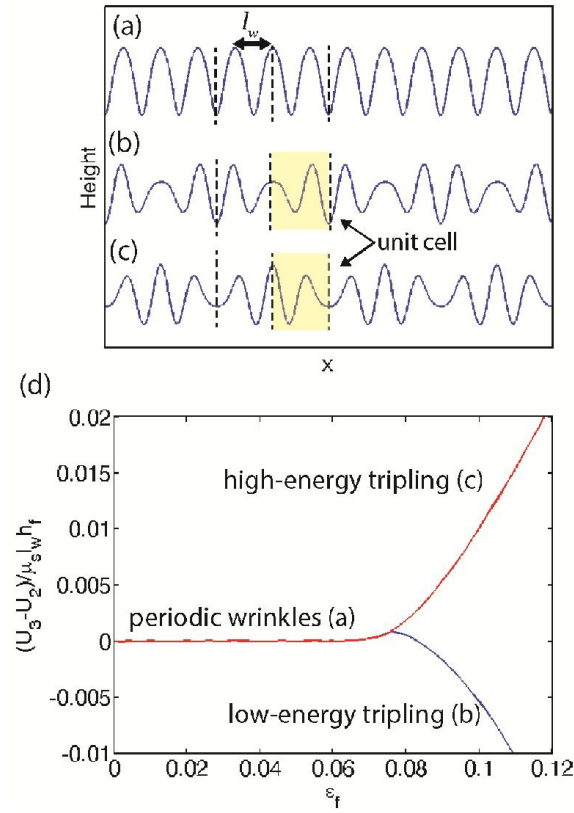 (a)
l_w
(b)
Height
unit cell
(c)
x
(d)
0.02
0.015
high-energy tripling (c)
0.01
(U_3-U_2)/μ_s l_w h_f
0.005
periodic wrinkles (a)
0
-0.005
low-energy tripling (b)
-0.01
0 0.02 0.04 0.06 0.08 0.1 0.12
ε_f